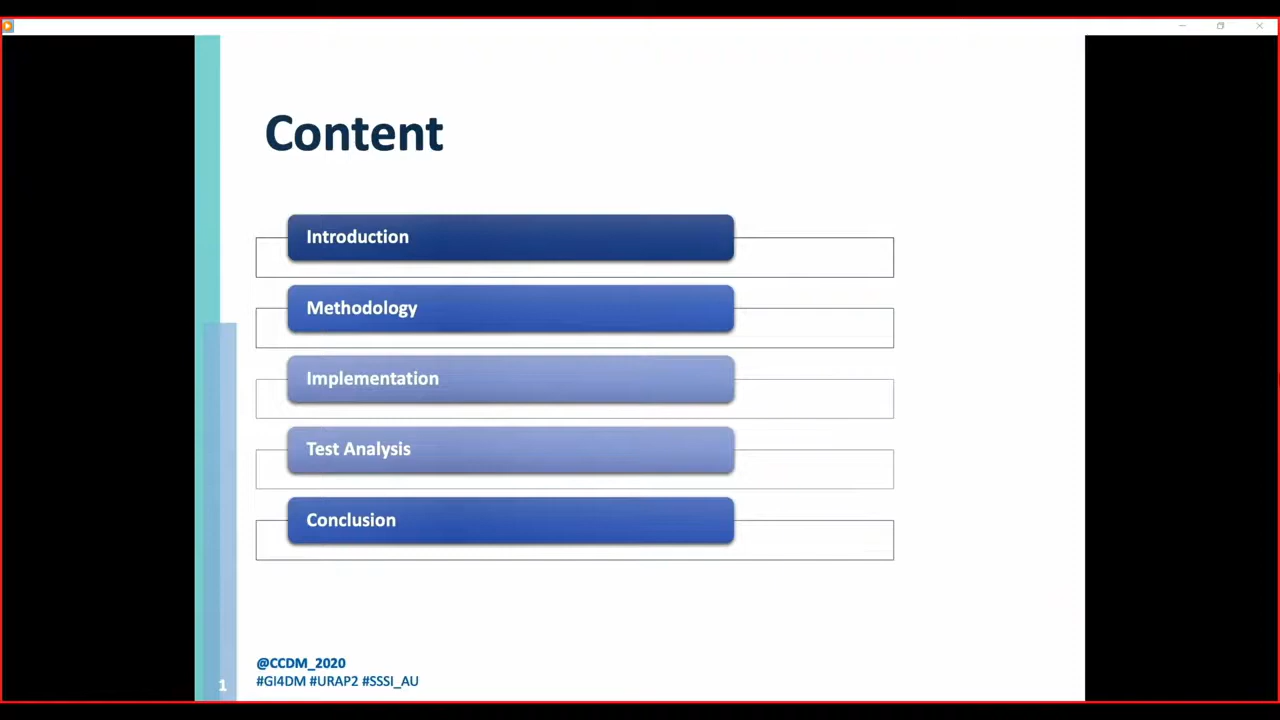 Content
Introduction
Methodology
Implementation
Test Analysis
Conclusion
@CCDM_2020
#GI4DM #URAP2 #SSSI_AU
1